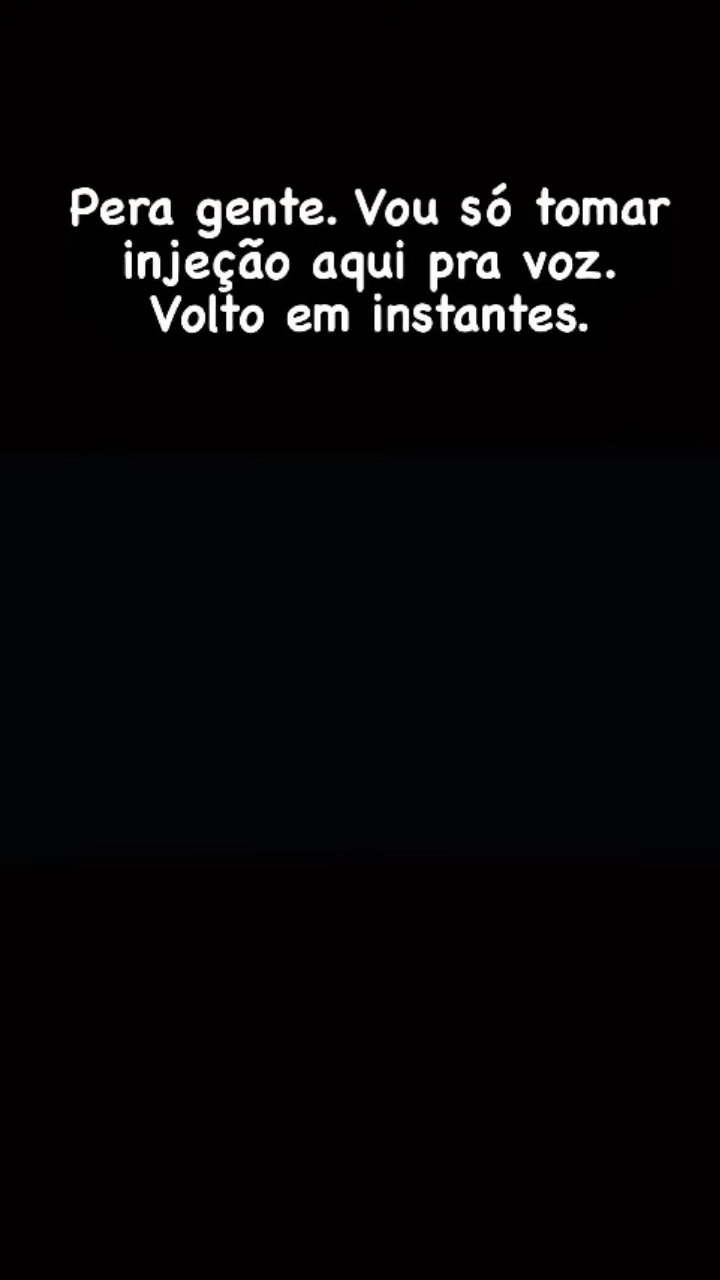 Pera gente. Vou só tomar
injeção aqui pra voz.
Volto em instantes.